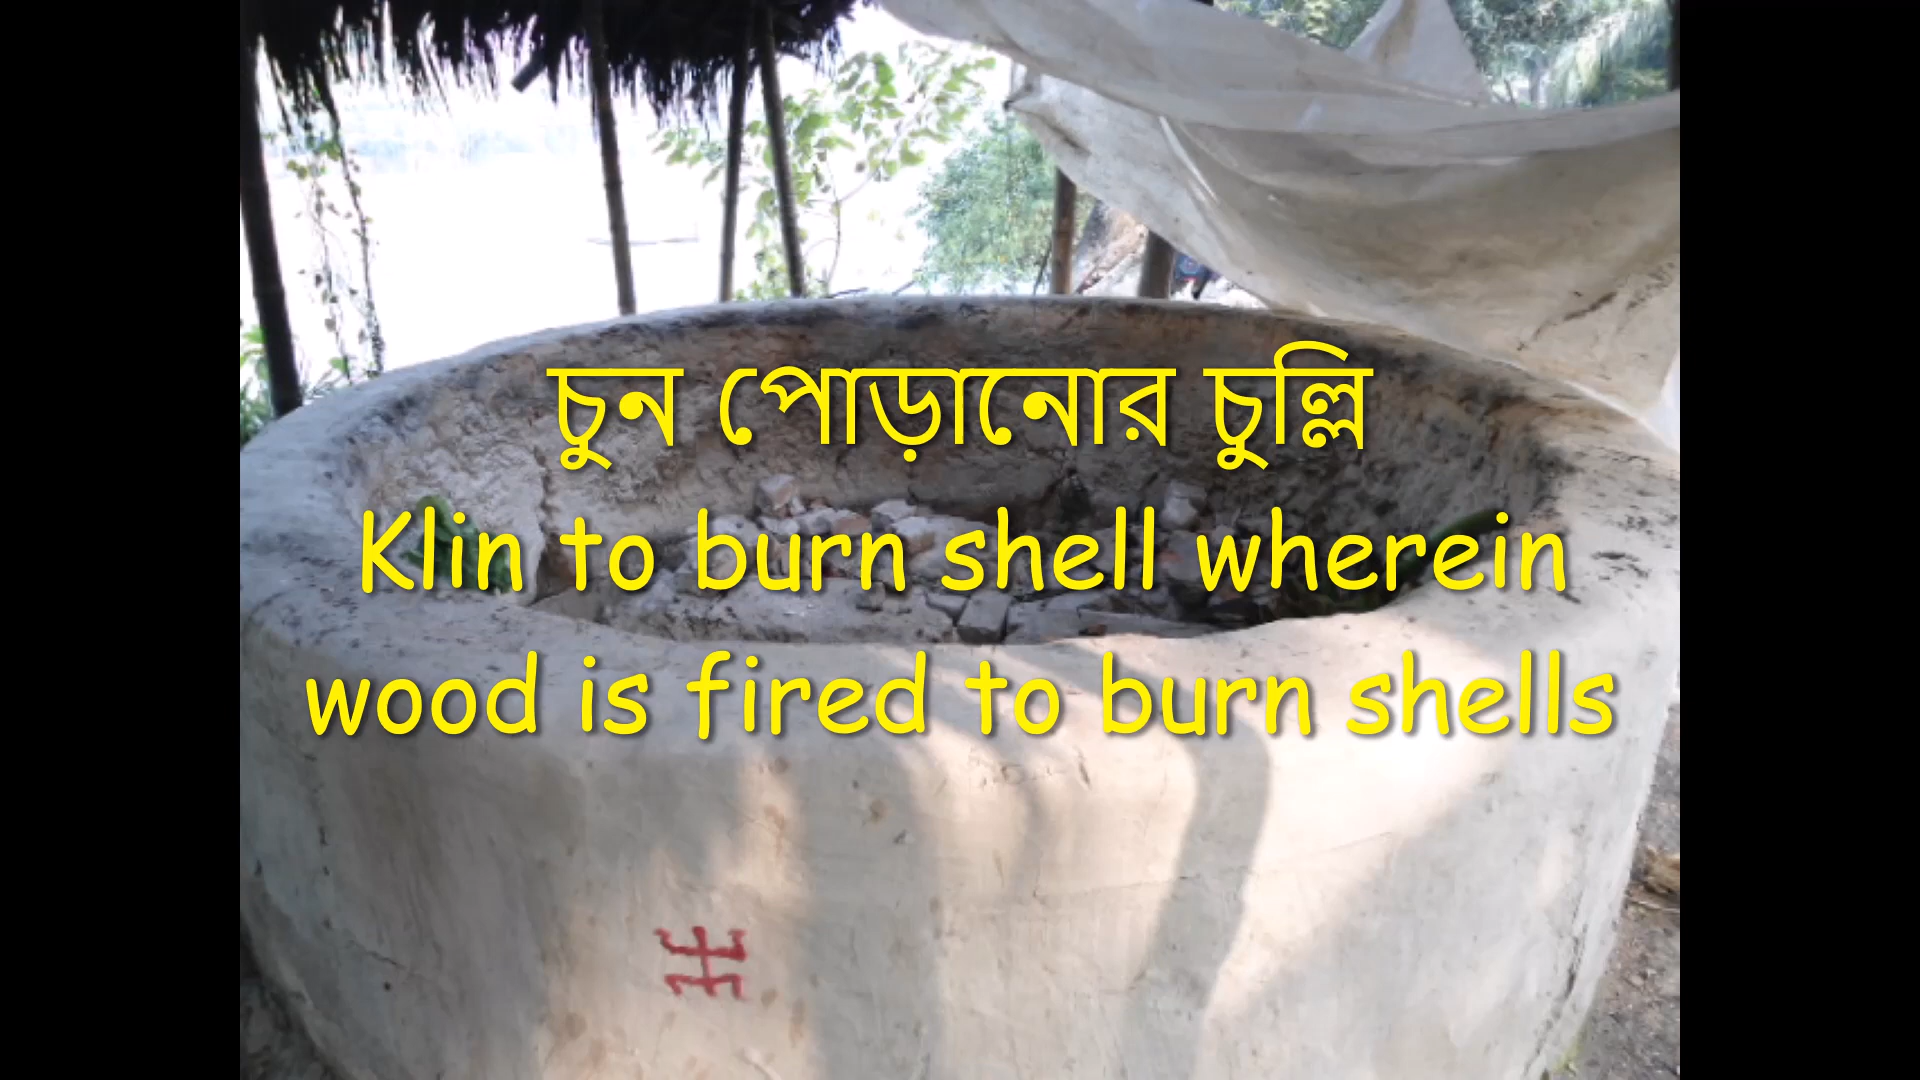 চুন পোড়ানোর চুল্লি
Klin to burn shell wherein
wood is fired to burn shells